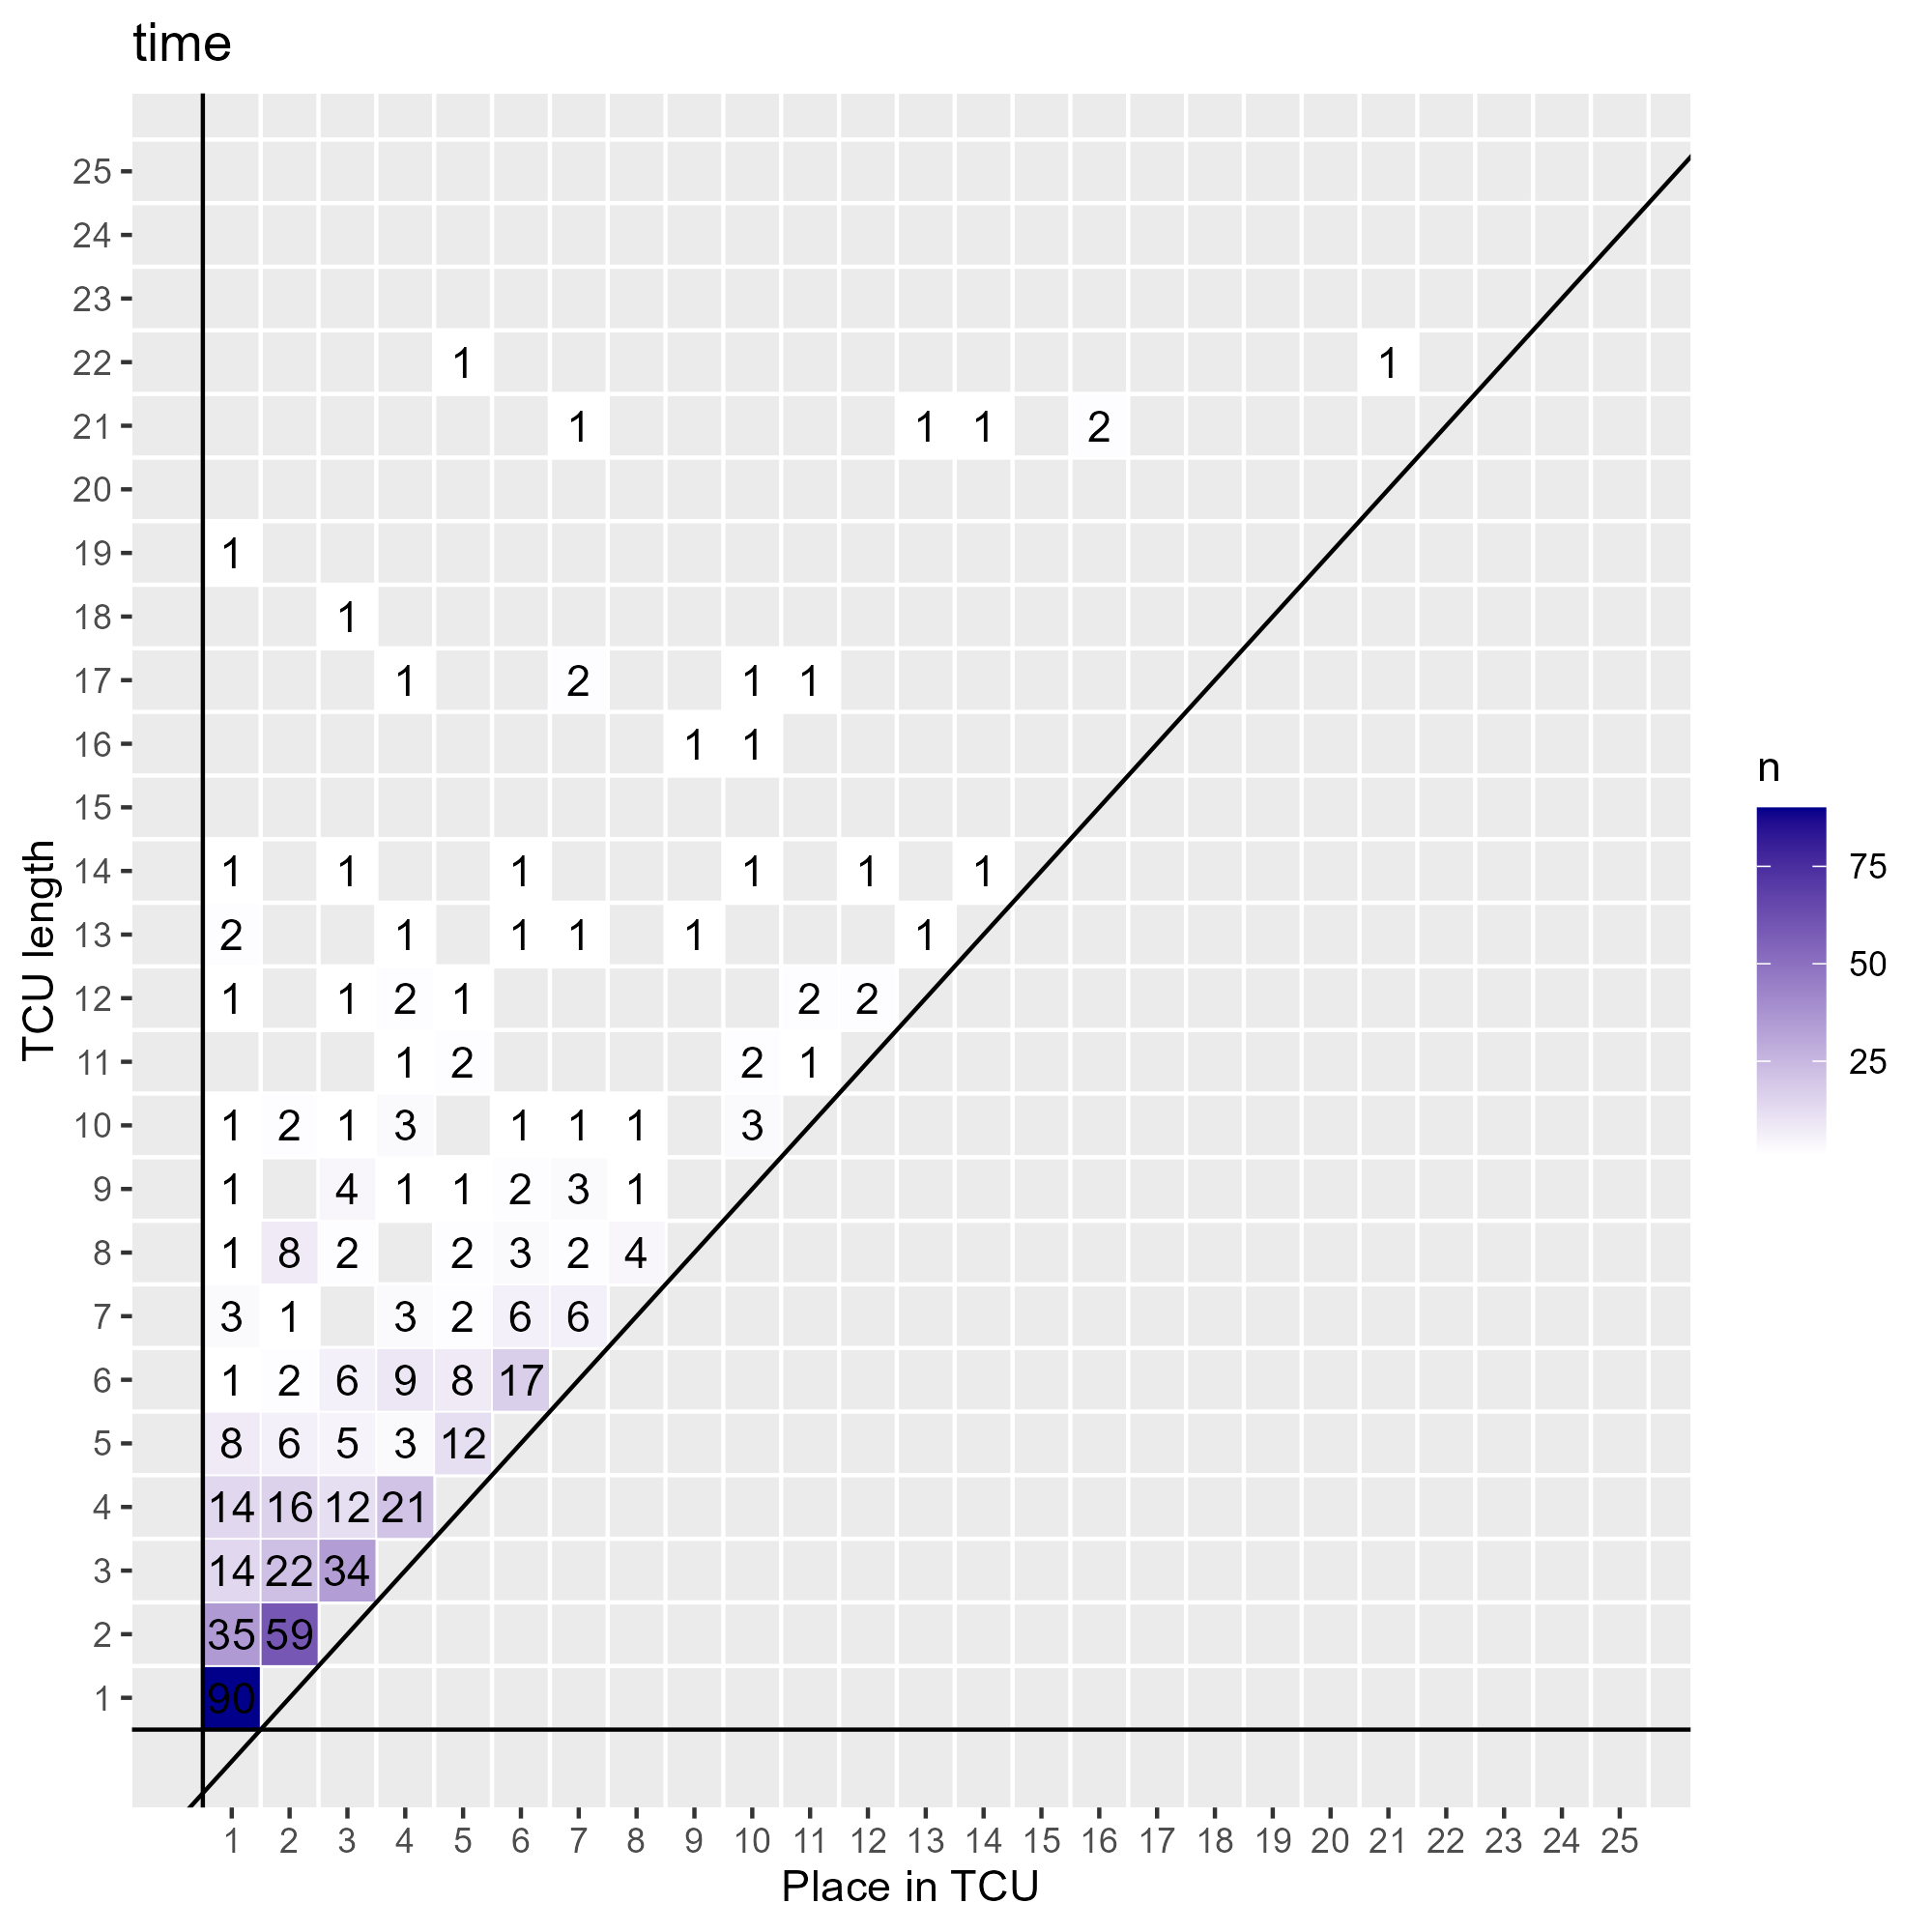 time
25
24
23
22 1 1
21 1 1 1 2
20
19 1
18 1
17 1 2 1 1
16 1 1
15
14 1 1 1 1 1 1
13 2 1 1 1 1 1
12 1 1 2 1 2 2
11 1 2 2 1
10 1 2 1 3 1 1 1 3
9 1 4 1 1 2 3 1
8 1 8 2 2 3 2 4
7 3 1 3 2 6 6
6 1 2 6 9 8 17
5 8 6 5 3 12
4 14 16 12 21
3 14 22 34
2 35 59
1 90
1 2 3 4 5 6 7 8 9 10 11 12 13 14 15 16 17 18 19 20 21 22 23 24 25
Place in TCU
TCU length
n
75
50
25